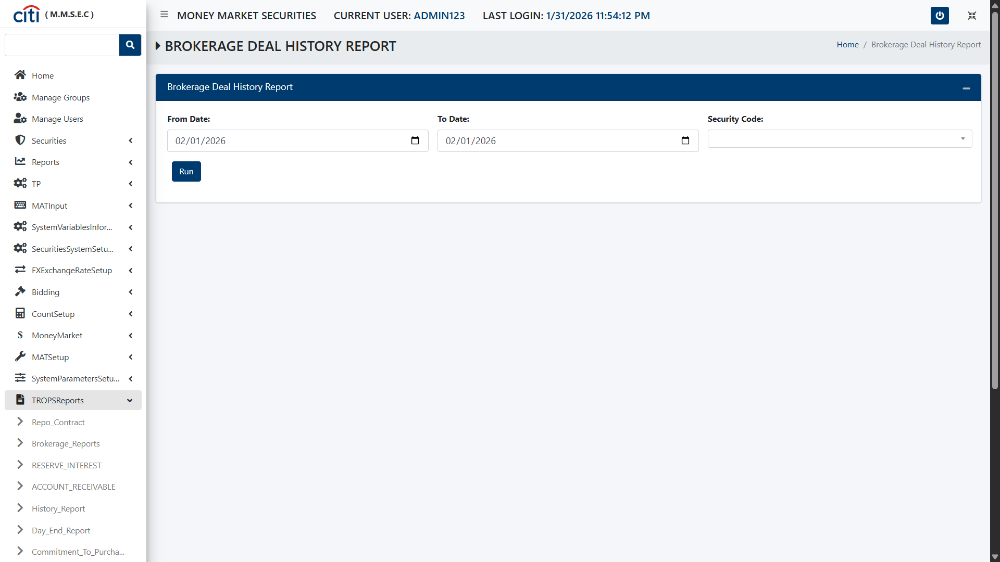 citi ( M.M.S.E.C )
MONEY MARKET SECURITIES CURRENT USER: ADMIN123 LAST LOGIN: 1/31/2026 11:54:12 PM
BROKERAGE DEAL HISTORY REPORT
Home / Brokerage Deal History Report
Home
Manage Groups
Manage Users
Securities
Reports
TP
MATInput
SystemVariablesInfor...
SecuritiesSystemSetu...
FXExchangeRateSetup
Bidding
CountSetup
MoneyMarket
MATSetup
SystemParametersSetu...
TROPSReports
Repo_Contract
Brokerage_Reports
RESERVE_INTEREST
ACCOUNT_RECEIVABLE
History_Report
Day_End_Report
Commitment_To_Purcha...
Brokerage Deal History Report
From Date: To Date: Security Code:
02/01/2026 02/01/2026
Run